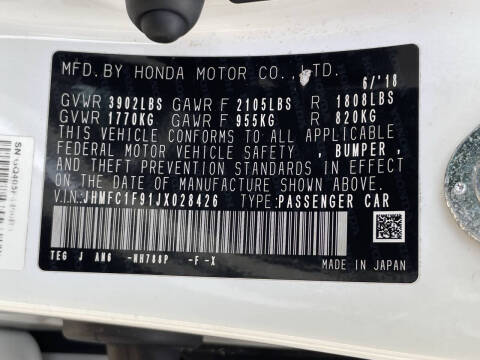 MFD.BY HONDA MOTOR CO.,LTD.
6/'18
GVWR 3902LBS GAWR F 2105LBS R 1808LBS
GVWR 1770KG GAWR F 955KG R 820KG
THIS VEHICLE CONFORMS TO ALL APPLICABLE
FEDERAL MOTOR VEHICLE SAFETY , BUMPER ,
AND THEFT PREVENTION STANDARDS IN EFFECT
ON THE DATE OF MANUFACTURE SHOWN ABOVE.
V.I.N:JHMFC1F91JX028426 TYPE:PASSENGER CAR
TEG J AM6 -NH788P -F -X
MADE IN JAPAN